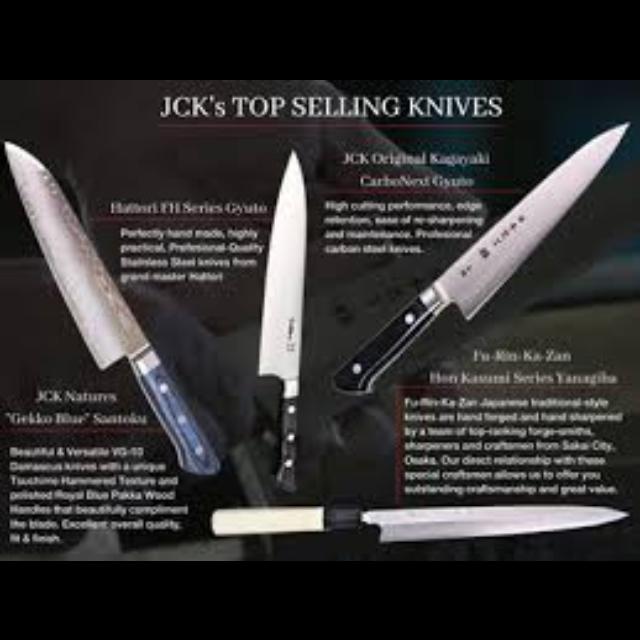 JCK's TOP SELLING KNIVES
JCK Original Kagayaki
CarboNext Gyuto
High cutting performance, edge
retention, ease of re-sharpening
and maintenance. Profesional
carbon steel knives.
Hattori FH Series Gyuto
Perfectly hand made, highly
practical, Profesional-Quality
Stainless Steel knives from
grand master Hattori
Fu-Rin-Ka-Zan
Hon Kasumi Series Yanagiba
Fu-Rin-Ka-Zan Japanese traditional-style
knives are hand forged and hand sharpened
by a team of top-ranking forge-smiths,
sharpeners and craftsmen from Sakai City,
Osaka. Our direct relationship with these
special craftsmen allows us to offer you
outstanding craftsmanship and great value.
JCK Natures
"Gekko Blue" Santoku
Beautiful & Versatile VG-10
Damascus knives with a unique
Tsuchime Hammered Texture and
polished Royal Blue Pakka Wood
Handles that beautifully compliment
the blade. Excellent overall quality,
fit & finish.